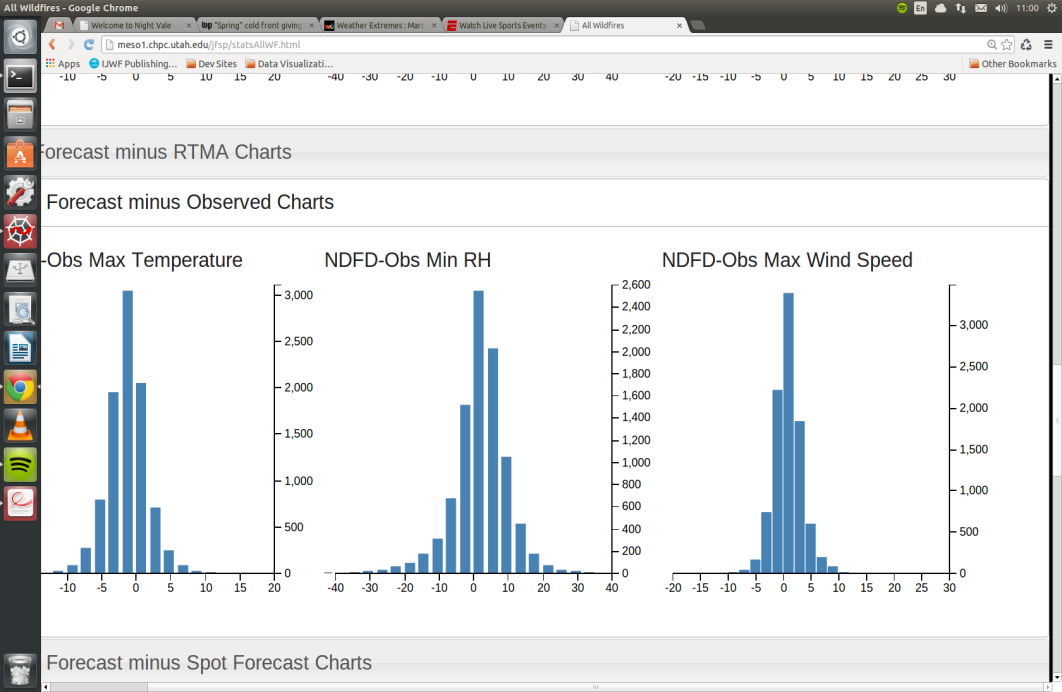 All Wildfires - Google Chrome
En
11:00
Welcome to Night Vale
"Spring" cold front giving
Weather Extremes : Marc
Watch Live Sports Events
All Wildfires
meso1.chpc.utah.edu/jfsp/statsAllWF.html
Apps
IJWF Publishing...
Dev Sites
Data Visualizati...
Other Bookmarks
-10 -5 0 5 10 15 20
-40 -30 -20 -10 0 10 20 30 40
-20 -15 -10 -5 0 5 10 15 20 25 30
Forecast minus RTMA Charts
Forecast minus Observed Charts
-Obs Max Temperature
3,000
2,500
2,000
1,500
1,000
500
0
-10 -5 0 5 10 15 20
NDFD-Obs Min RH
2,600
2,400
2,200
2,000
1,800
1,600
1,400
1,200
1,000
800
600
400
200
0
-40 -30 -20 -10 0 10 20 30 40
NDFD-Obs Max Wind Speed
3,000
2,500
2,000
1,500
1,000
500
0
-20 -15 -10 -5 0 5 10 15 20 25 30
Forecast minus Spot Forecast Charts